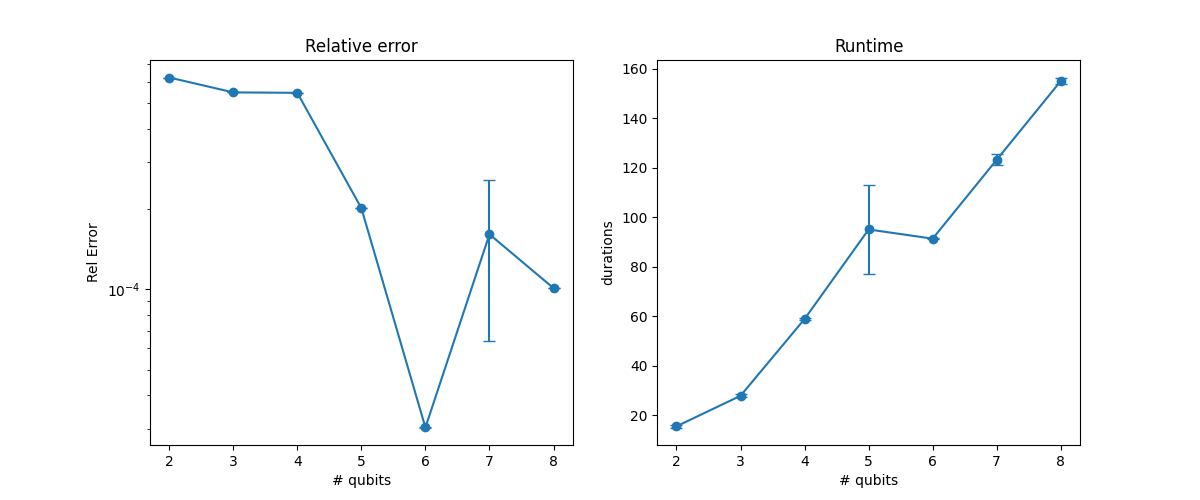 Relative error
Rel Error
10⁻⁴
2 3 4 5 6 7 8
# qubits
Runtime
durations
160
140
120
100
80
60
40
20
2 3 4 5 6 7 8
# qubits